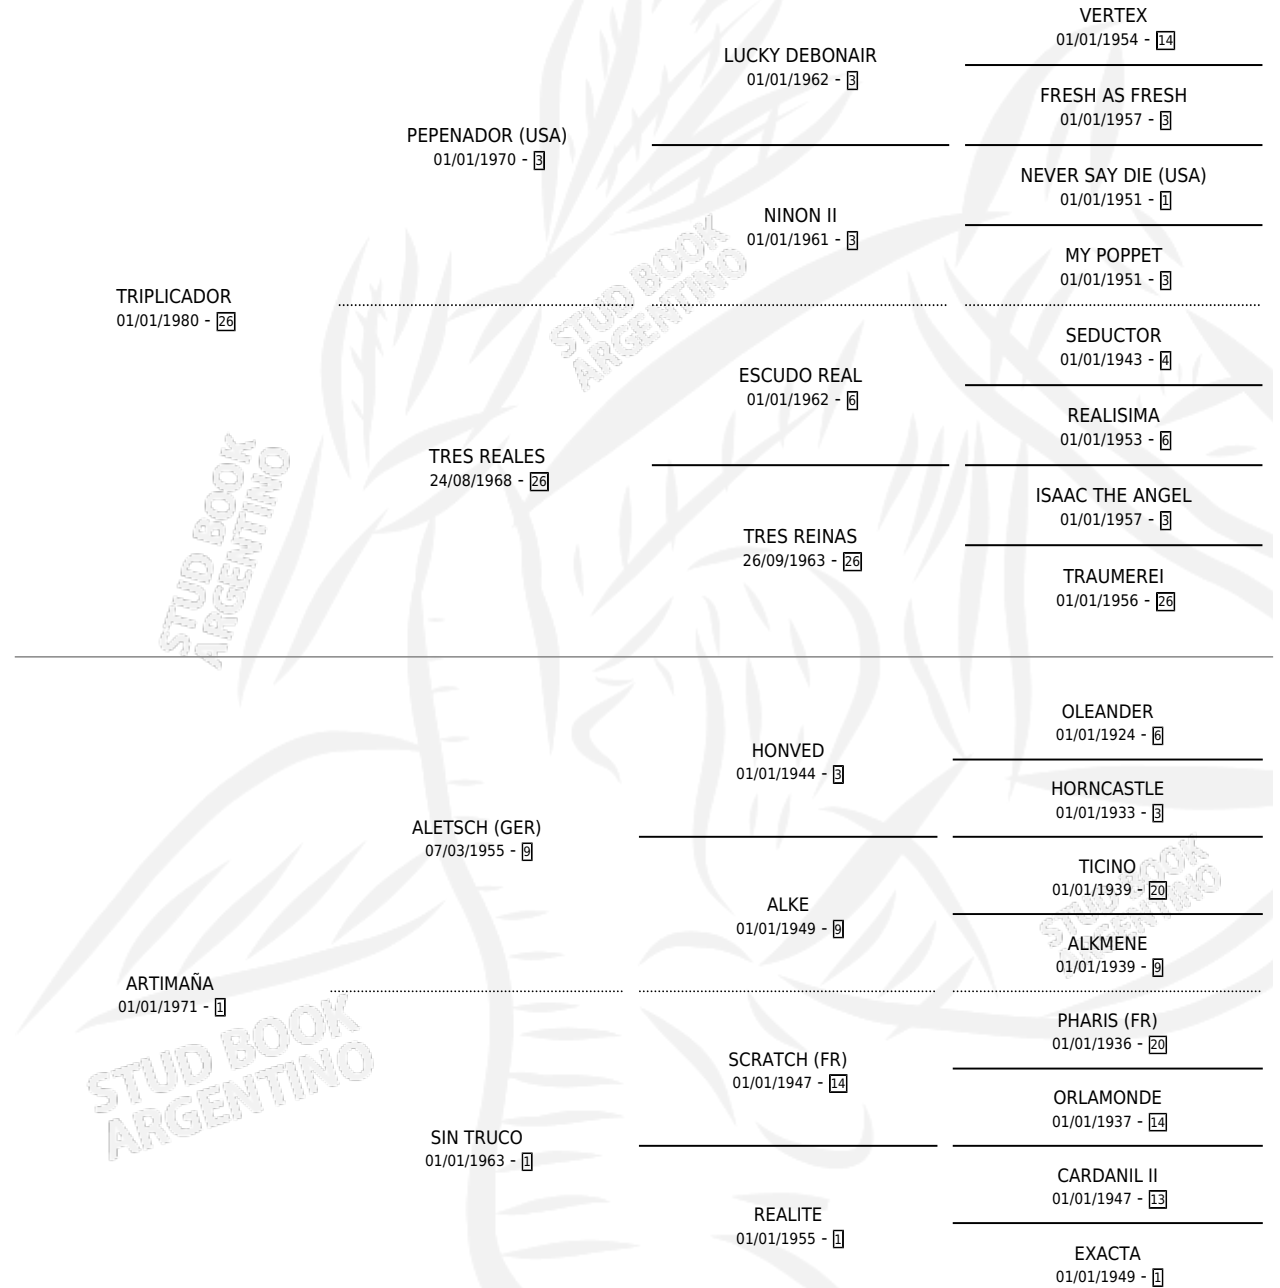 VERTEX
01/01/1954 - 14
LUCKY DEBONAIR
01/01/1962 - 3
FRESH AS FRESH
01/01/1957 - 3
PEPENADOR (USA)
01/01/1970 - 3
NEVER SAY DIE (USA)
01/01/1951 - 1
NINON II
01/01/1961 - 3
MY POPPET
01/01/1951 - 3
TRIPLICADOR
01/01/1980 - 26
STUD BOOK
ARGENTINO
SEDUCTOR
01/01/1943 - 4
ESCUDO REAL
01/01/1962 - 6
REALISIMA
01/01/1953 - 6
TRES REALES
24/08/1968 - 26
ISAAC THE ANGEL
01/01/1957 - 3
TRES REINAS
26/09/1963 - 26
TRAUMEREI
01/01/1956 - 26
STUD BOOK
ARGENTINO
OLEANDER
01/01/1924 - 6
HONVED
01/01/1944 - 3
HORNCASTLE
01/01/1933 - 3
ALETSCH (GER)
07/03/1955 - 9
TICINO
01/01/1939 - 20
ALKE
01/01/1949 - 9
ALKMENE
01/01/1939 - 9
STUD BOOK
ARGENTINO
ARTIMAÑA
01/01/1971 - 1
PHARIS (FR)
01/01/1936 - 20
SCRATCH (FR)
01/01/1947 - 14
ORLAMONDE
01/01/1937 - 14
STUD BOOK
ARGENTINO
SIN TRUCO
01/01/1963 - 1
CARDANIL II
01/01/1947 - 13
REALITE
01/01/1955 - 1
EXACTA
01/01/1949 - 1